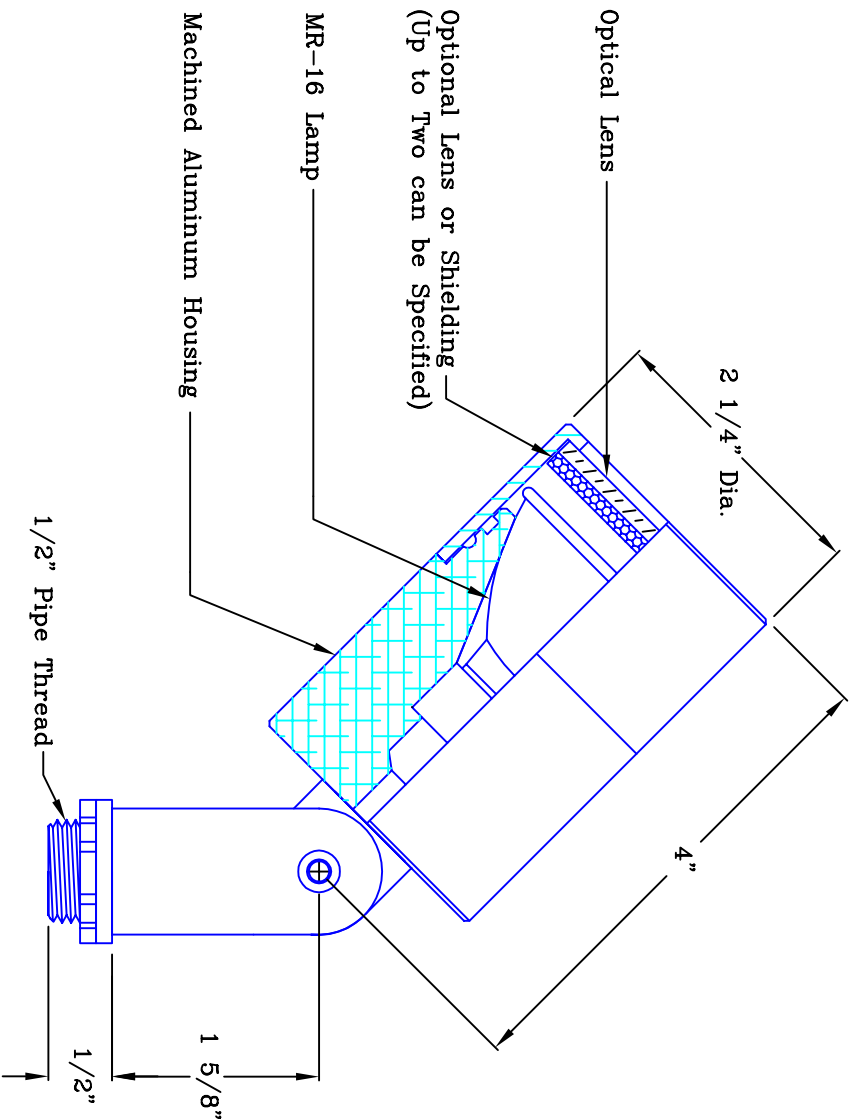 Optical Lens
Optional Lens or Shielding
(Up to Two can be Specified)
MR-16 Lamp
Machined Aluminum Housing
1/2" Pipe Thread
2 1/4" Dia.
4"
1 5/8"
1/2"